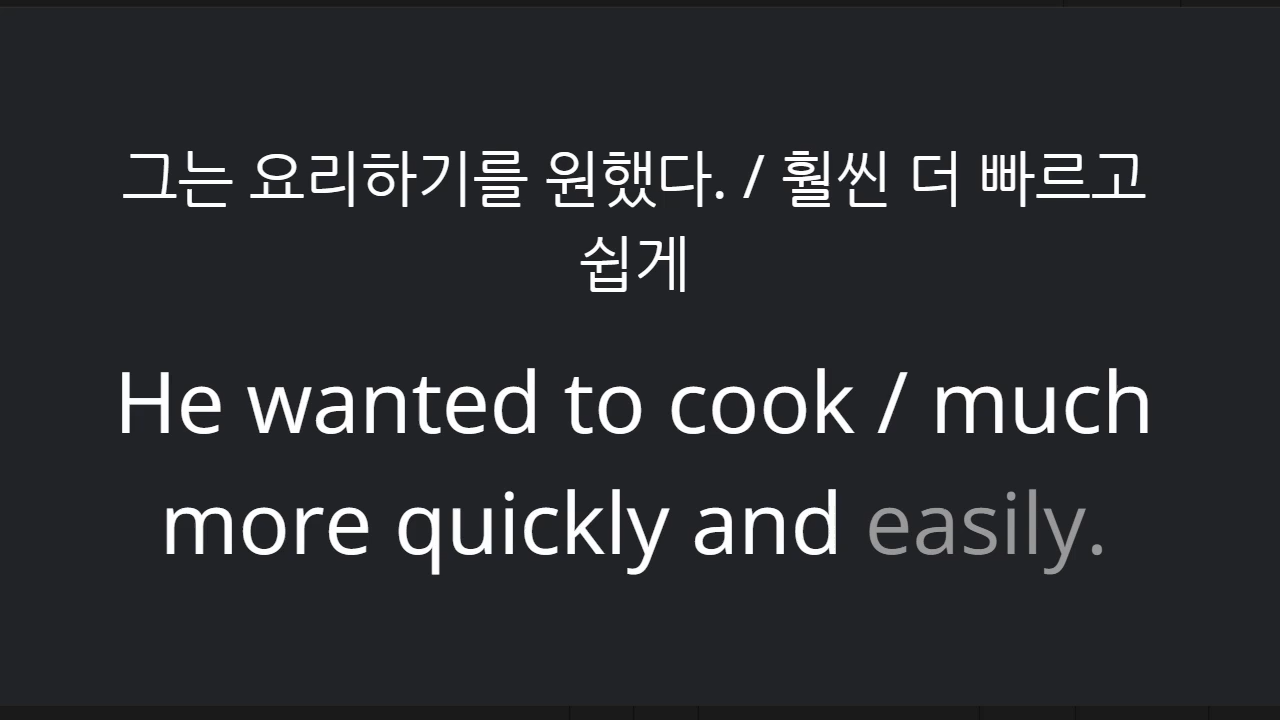 그는 요리하기를 원했다. / 훨씬 더 빠르고
쉽게
He wanted to cook / much
more quickly and easily.